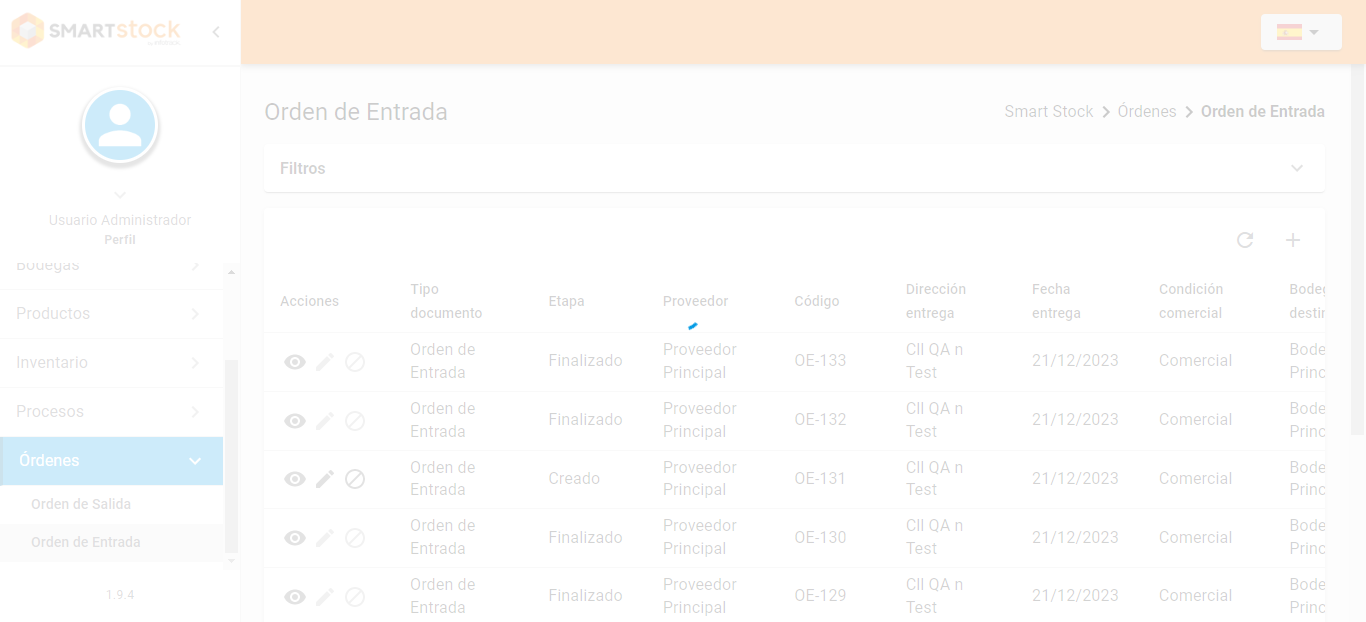 SMARTstock
Orden de Entrada
Smart Stock > Órdenes > Orden de Entrada
Filtros
Usuario Administrador
Perfil
Bodegas
Productos
Inventario
Procesos
Órdenes
Orden de Salida
Orden de Entrada
1.9.4
Acciones Tipo documento Etapa Proveedor Código Dirección entrega Fecha entrega Condición comercial Bodeg destin
Orden de Entrada Finalizado Proveedor Principal OE-133 Cll QA n Test 21/12/2023 Comercial Bode Princ
Orden de Entrada Finalizado Proveedor Principal OE-132 Cll QA n Test 21/12/2023 Comercial Bode Princ
Orden de Entrada Creado Proveedor Principal OE-131 Cll QA n Test 21/12/2023 Comercial Bode Princ
Orden de Entrada Finalizado Proveedor Principal OE-130 Cll QA n Test 21/12/2023 Comercial Bode Princ
Orden de Entrada Finalizado Proveedor Principal OE-129 Cll QA n Test 21/12/2023 Comercial Bode Princ